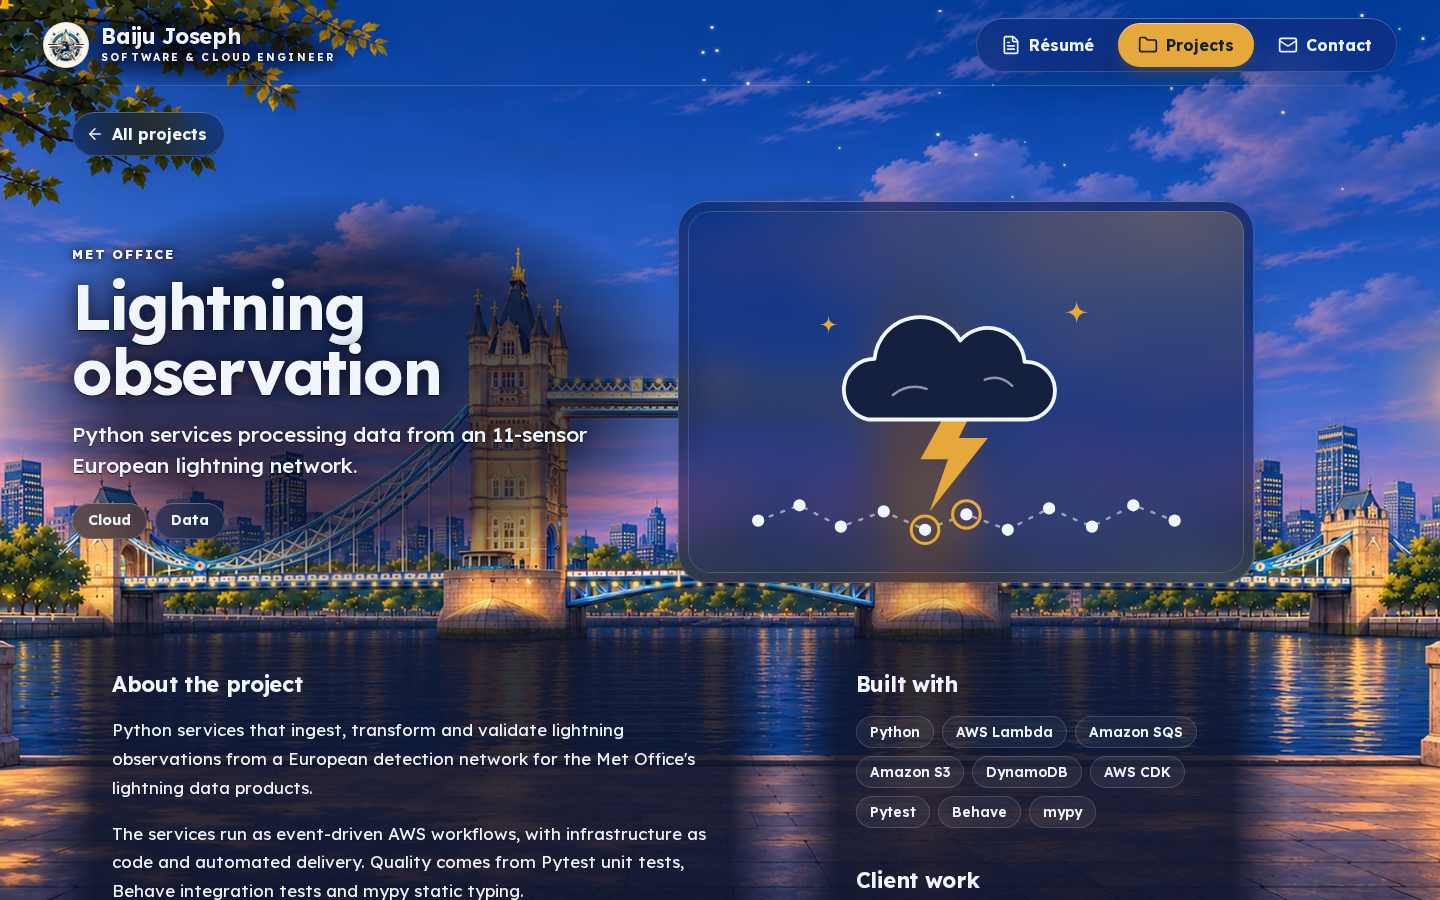 Baiju Joseph
SOFTWARE & CLOUD ENGINEER
Résumé
Projects
Contact
All projects
MET OFFICE
Lightning
observation
Python services processing data from an 11-sensor
European lightning network.
Cloud
Data
About the project
Python services that ingest, transform and validate lightning
observations from a European detection network for the Met Office's
lightning data products.
The services run as event-driven AWS workflows, with infrastructure as
code and automated delivery. Quality comes from Pytest unit tests,
Behave integration tests and mypy static typing.
Built with
Python
AWS Lambda
Amazon SQS
Amazon S3
DynamoDB
AWS CDK
Pytest
Behave
mypy
Client work